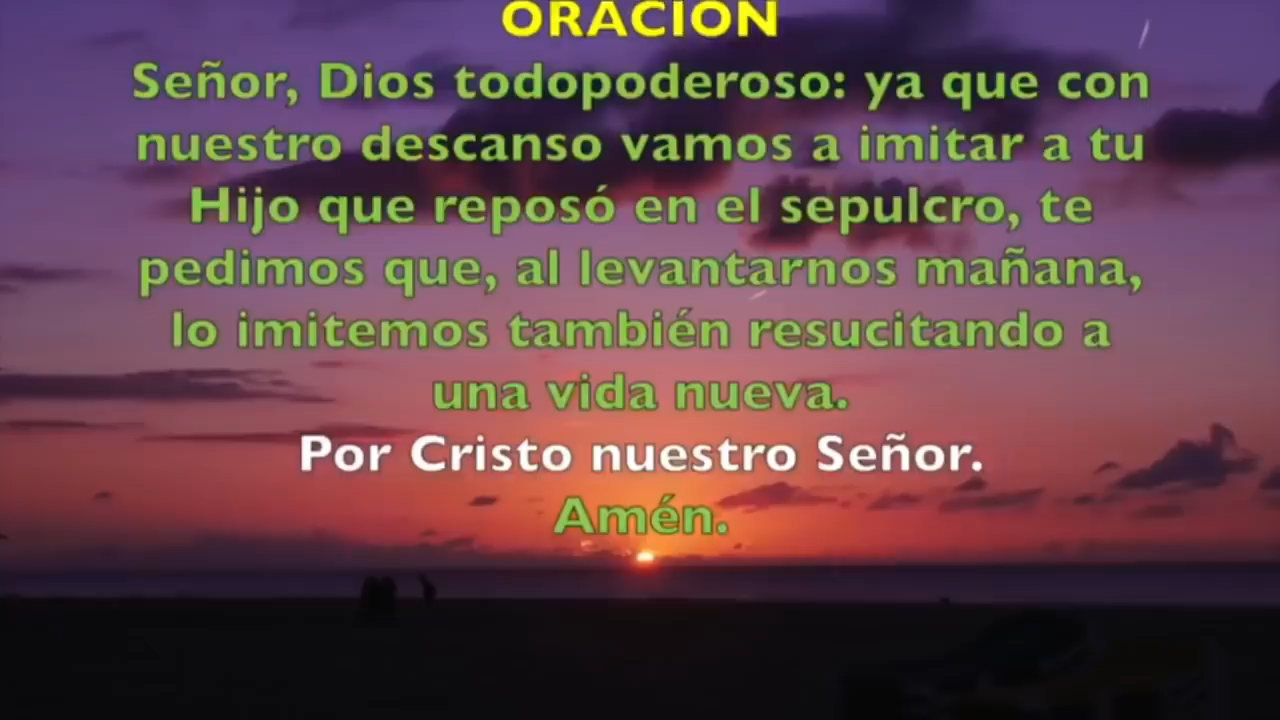 ORACIÓN
Señor, Dios todopoderoso: ya que con
nuestro descanso vamos a imitar a tu
Hijo que reposó en el sepulcro, te
pedimos que, al levantarnos mañana,
lo imitemos también resucitando a
una vida nueva.
Por Cristo nuestro Señor.
Amén.